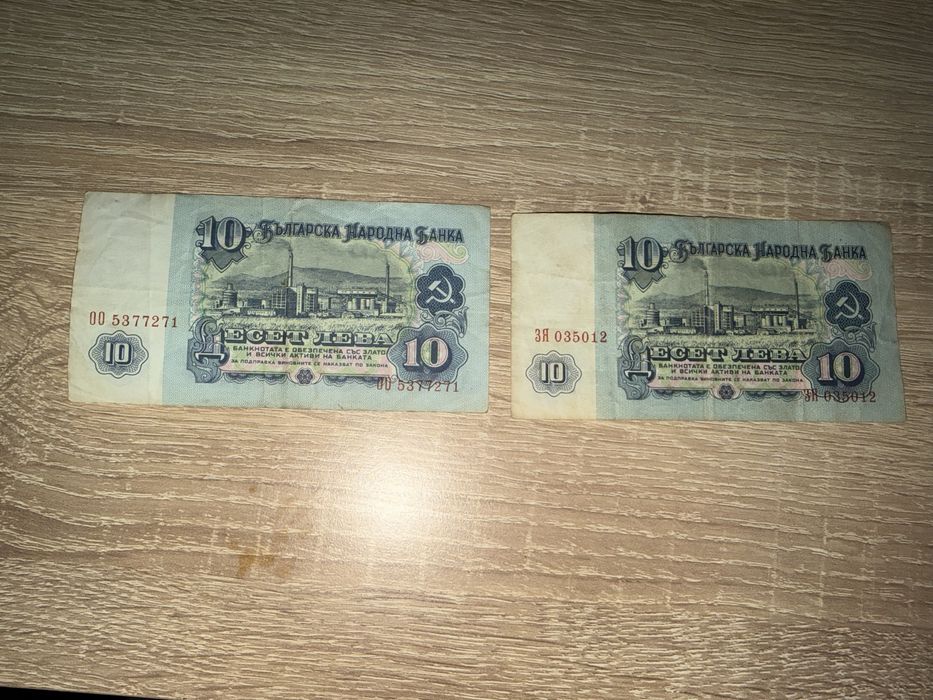 10 БЪЛГАРСКА НАРОДНА БАНКА
ОО 5377271
ДЕСЕТ ЛЕВА
БАНКНОТАТА Е ОБЕЗПЕЧЕНА СЪС ЗЛАТО
И ВСИЧКИ АКТИВИ НА БАНКАТА
ЗА ПОДПРАВКА ВИНОВНИТЕ СЕ НАКАЗВАТ ПО ЗАКОНА
10
10
ОО 5377271
10 БЪЛГАРСКА НАРОДНА БАНКА
ЗЯ 035012
ДЕСЕТ ЛЕВА
БАНКНОТАТА Е ОБЕЗПЕЧЕНА СЪС ЗЛАТО
И ВСИЧКИ АКТИВИ НА БАНКАТА
ЗА ПОДПРАВКА ВИНОВНИТЕ СЕ НАКАЗВАТ ПО ЗАКОНА
10
10
ЗЯ 035012